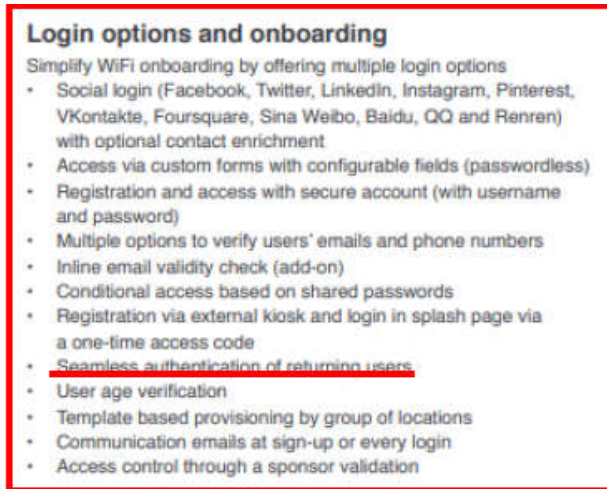 Login options and onboarding
Simplify WiFi onboarding by offering multiple login options
• Social login (Facebook, Twitter, LinkedIn, Instagram, Pinterest,
VKontakte, Foursquare, Sina Weibo, Baidu, QQ and Renren)
with optional contact enrichment
• Access via custom forms with configurable fields (passwordless)
• Registration and access with secure account (with username
and password)
• Multiple options to verify users' emails and phone numbers
• Inline email validity check (add-on)
• Conditional access based on shared passwords
• Registration via external kiosk and login in splash page via
a one-time access code
• Seamless authentication of returning users
• User age verification
• Template based provisioning by group of locations
• Communication emails at sign-up or every login
• Access control through a sponsor validation